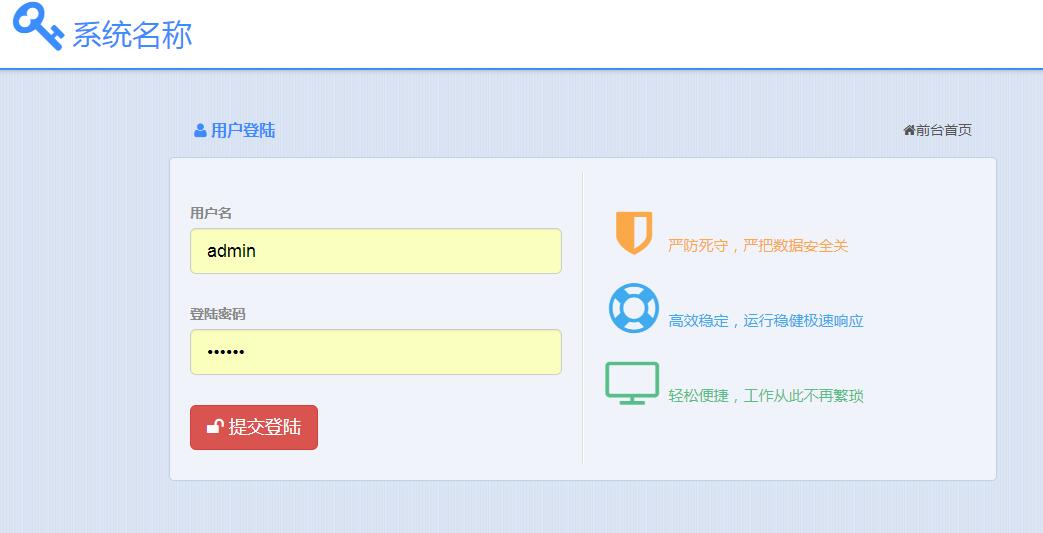 系统名称
用户登陆
前台首页
用户名
admin
登陆密码
••••••
提交登陆
严防死守，严把数据安全关
高效稳定，运行稳健极速响应
轻松便捷，工作从此不再繁琐